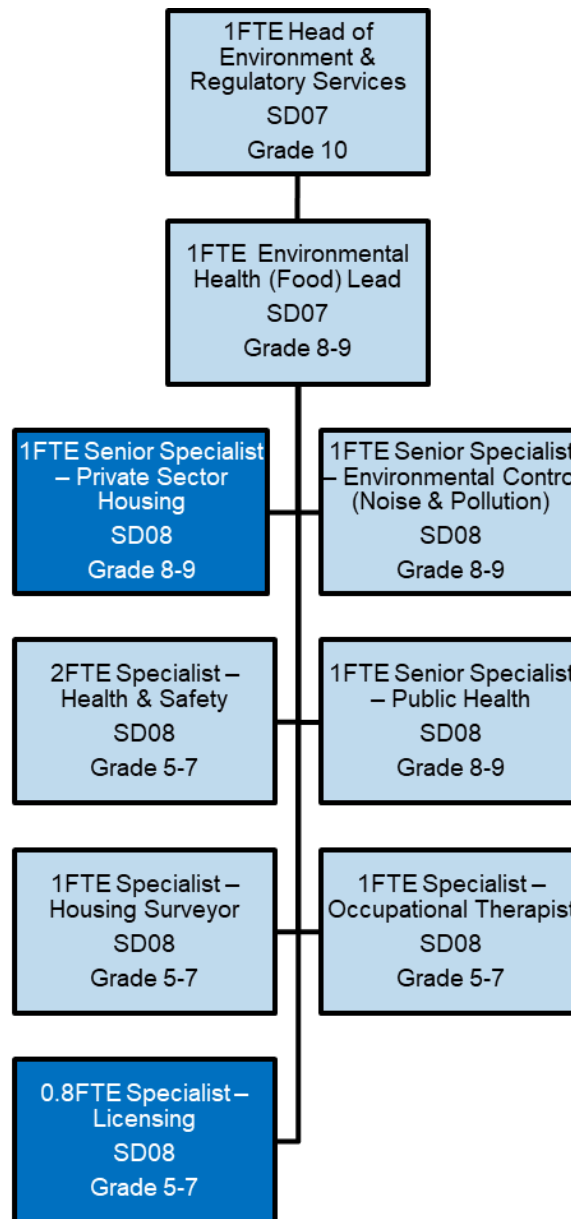 1FTE Head of
Environment &
Regulatory Services
SD07
Grade 10
1FTE Environmental
Health (Food) Lead
SD07
Grade 8-9
1FTE Senior Specialist
– Private Sector
Housing
SD08
Grade 8-9
1FTE Senior Specialist
– Environmental Contro
(Noise & Pollution)
SD08
Grade 8-9
2FTE Specialist –
Health & Safety
SD08
Grade 5-7
1FTE Senior Specialist
– Public Health
SD08
Grade 8-9
1FTE Specialist –
Housing Surveyor
SD08
Grade 5-7
1FTE Specialist –
Occupational Therapist
SD08
Grade 5-7
0.8FTE Specialist –
Licensing
SD08
Grade 5-7